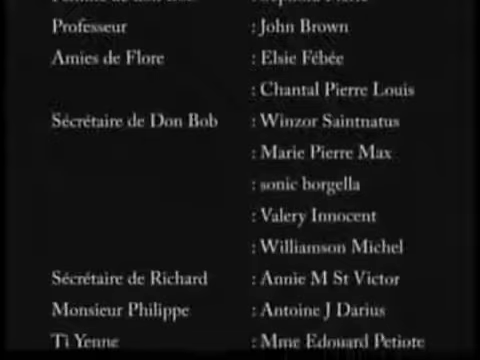 Professeur : John Brown
Amies de Flore : Elsie Fébée
: Chantal Pierre Louis
Sécrétaire de Don Bob : Winzor Saintnatus
: Marie Pierre Max
: sonic borgella
: Valery Innocent
: Williamson Michel
Sécrétaire de Richard : Annie M St Victor
Monsieur Philippe : Antoine J Darius
Ti Yenne : Mme Edouard Petiote